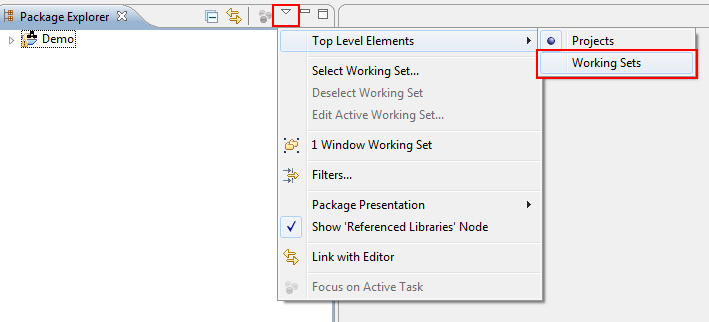 Package Explorer
Demo
Top Level Elements
Projects
Working Sets
Select Working Set...
Deselect Working Set
Edit Active Working Set...
1 Window Working Set
Filters...
Package Presentation
Show 'Referenced Libraries' Node
Link with Editor
Focus on Active Task